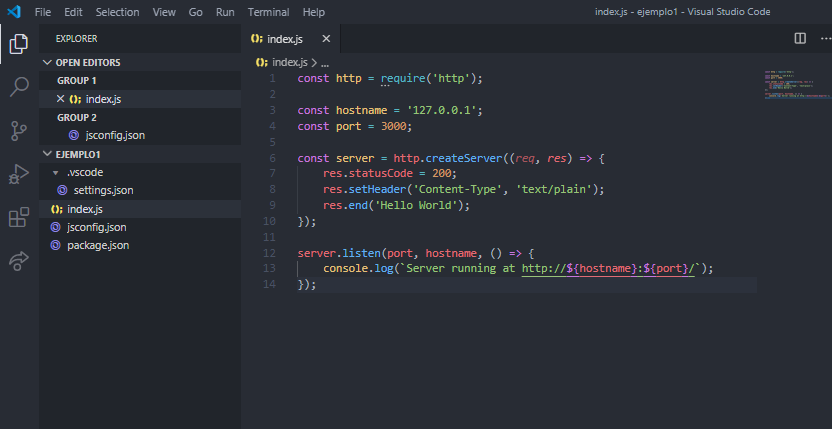 File Edit Selection View Go Run Terminal Help index.js - ejemplo1 - Visual Studio Code
EXPLORER
OPEN EDITORS
GROUP 1
index.js
GROUP 2
jsconfig.json
EJEMPLO1
.vscode
settings.json
index.js
jsconfig.json
package.json
index.js
index.js > ...
1 const http = require('http');
2
3 const hostname = '127.0.0.1';
4 const port = 3000;
5
6 const server = http.createServer((req, res) => {
7 res.statusCode = 200;
8 res.setHeader('Content-Type', 'text/plain');
9 res.end('Hello World');
10 });
11
12 server.listen(port, hostname, () => {
13 console.log(`Server running at http://${hostname}:${port}/`);
14 });